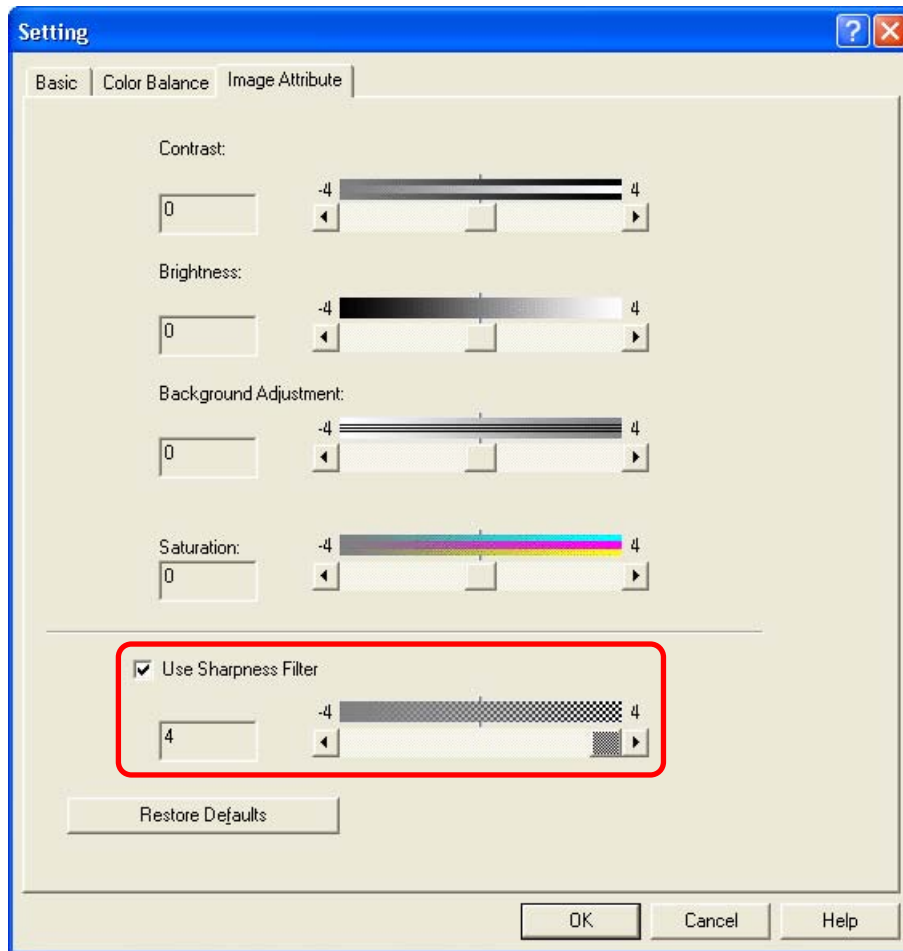 Setting
Basic Color Balance Image Attribute
Contrast:
-4 4
0
Brightness:
-4 4
0
Background Adjustment:
-4 4
0
Saturation: -4 4
0
Use Sharpness Filter
-4 4
4
Restore Defaults
OK Cancel Help